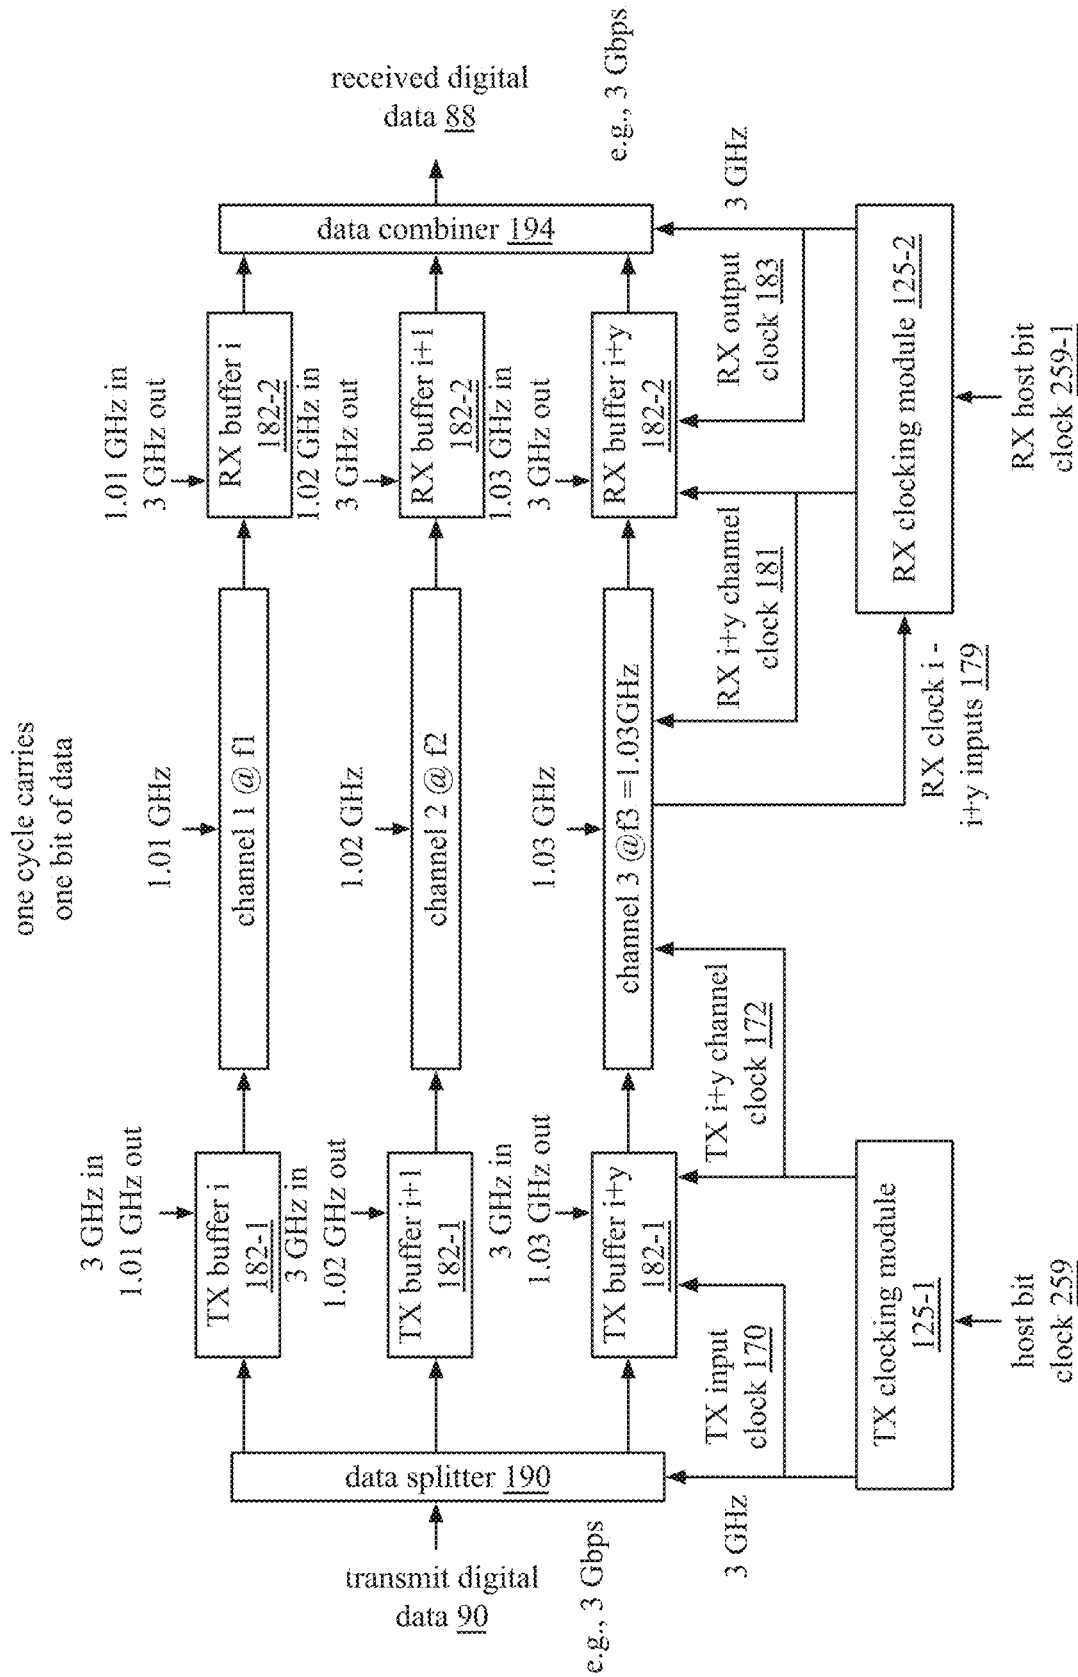 one cycle carries
one bit of data
3 GHz in
1.01 GHz out
TX buffer i
182-1
1.01 GHz
channel 1 @ f1
1.01 GHz in
3 GHz out
RX buffer i
182-2
3 GHz in
1.02 GHz out
TX buffer i+1
182-1
1.02 GHz
channel 2 @ f2
1.02 GHz in
3 GHz out
RX buffer i+1
182-2
3 GHz in
1.03 GHz out
TX buffer i+y
182-1
1.03 GHz
channel 3 @f3 =1.03GHz
1.03 GHz in
3 GHz out
RX buffer i+y
182-2
transmit digital
data 90
e.g., 3 Gbps
data splitter 190
data combiner 194
received digital
data 88
e.g., 3 Gbps
3 GHz
TX input
clock 170
TX i+y channel
clock 172
RX i+y channel
clock 181
RX output
clock 183
3 GHz
TX clocking module
125-1
RX clock i -
i+y inputs 179
RX clocking module 125-2
host bit
clock 259
RX host bit
clock 259-1